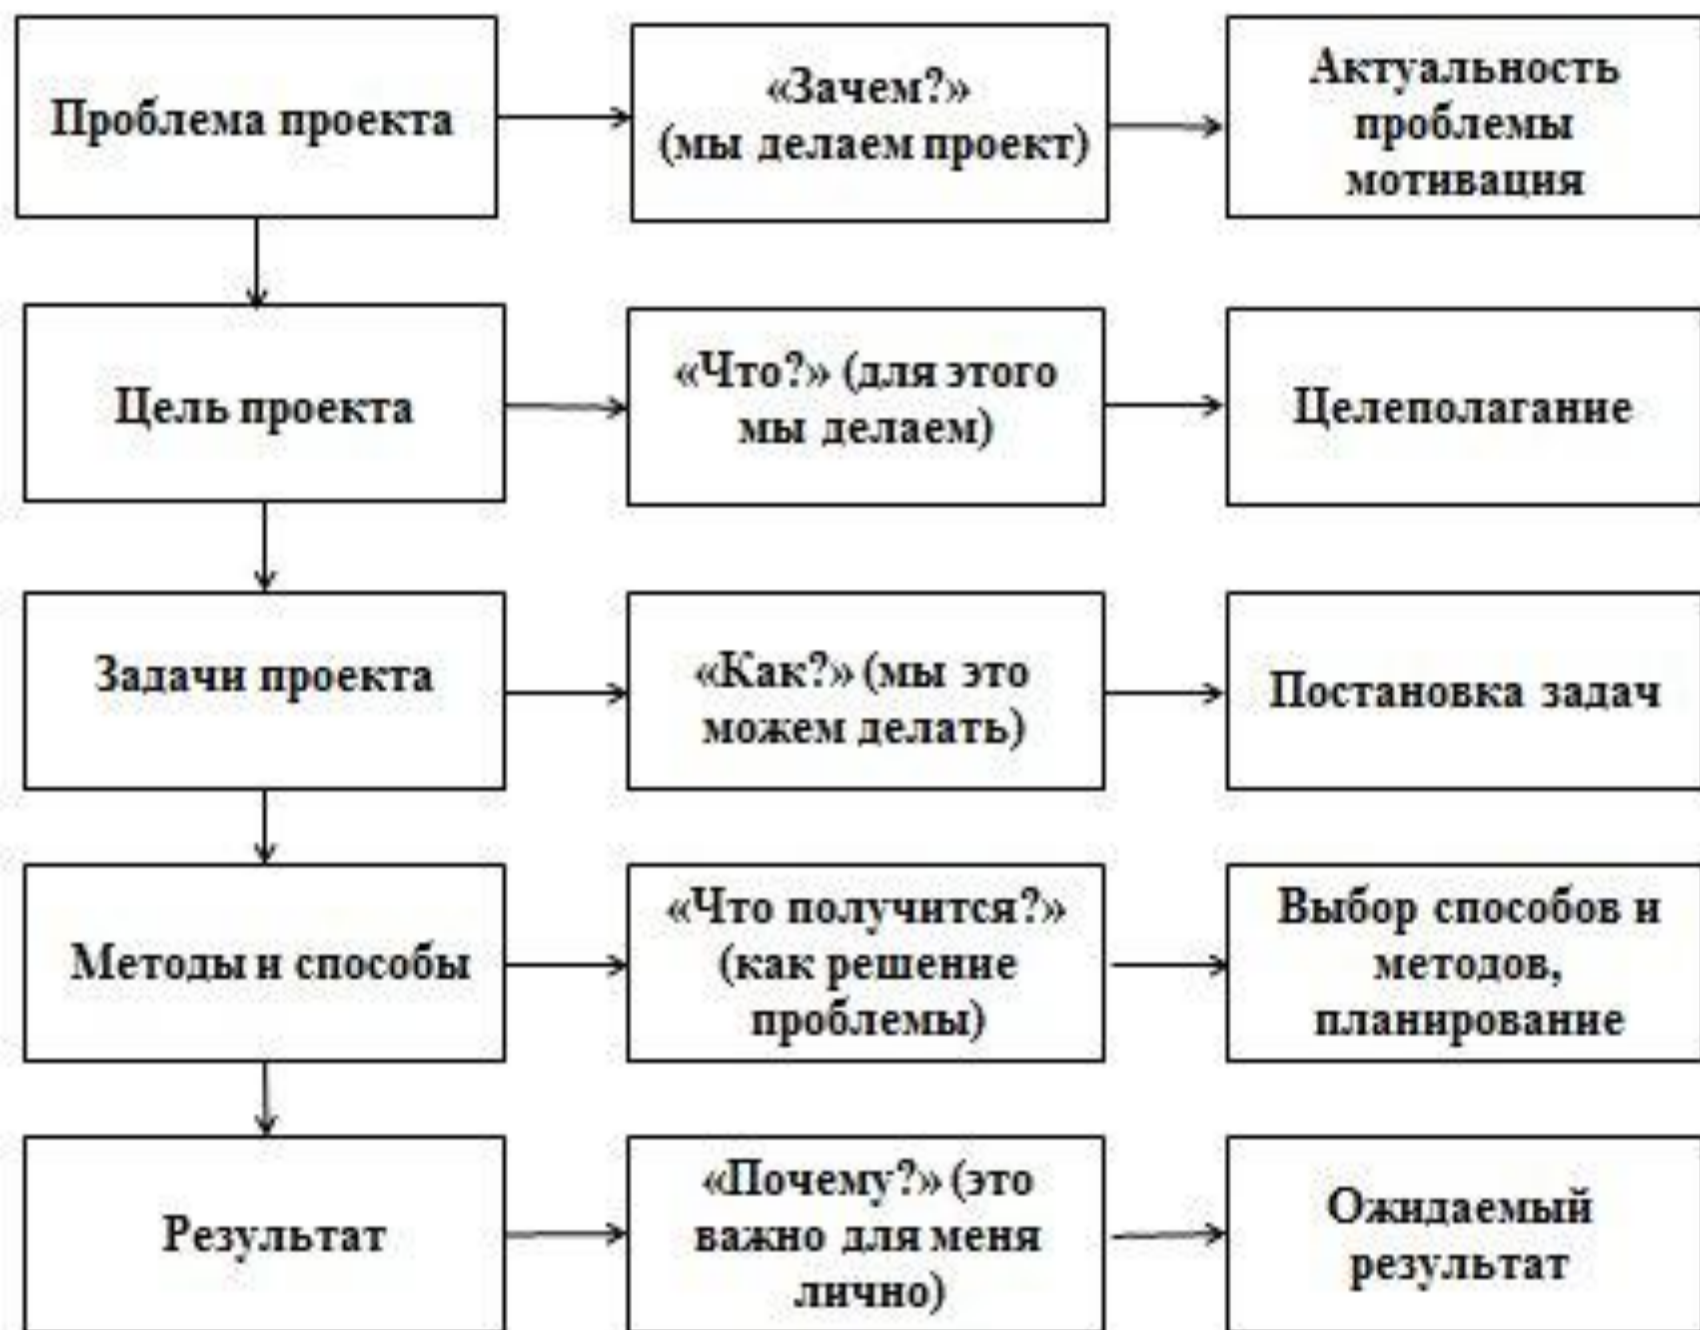 Проблема проекта
«Зачем?»
(мы делаем проект)
Актуальность
проблемы
мотивация
Цель проекта
«Что?» (для этого
мы делаем)
Целеполагание
Задачи проекта
«Как?» (мы это
можем делать)
Постановка задач
Методы и способы
«Что получится?»
(как решение
проблемы)
Выбор способов и
методов,
планирование
Результат
«Почему?» (это
важно для меня
лично)
Ожидаемый
результат